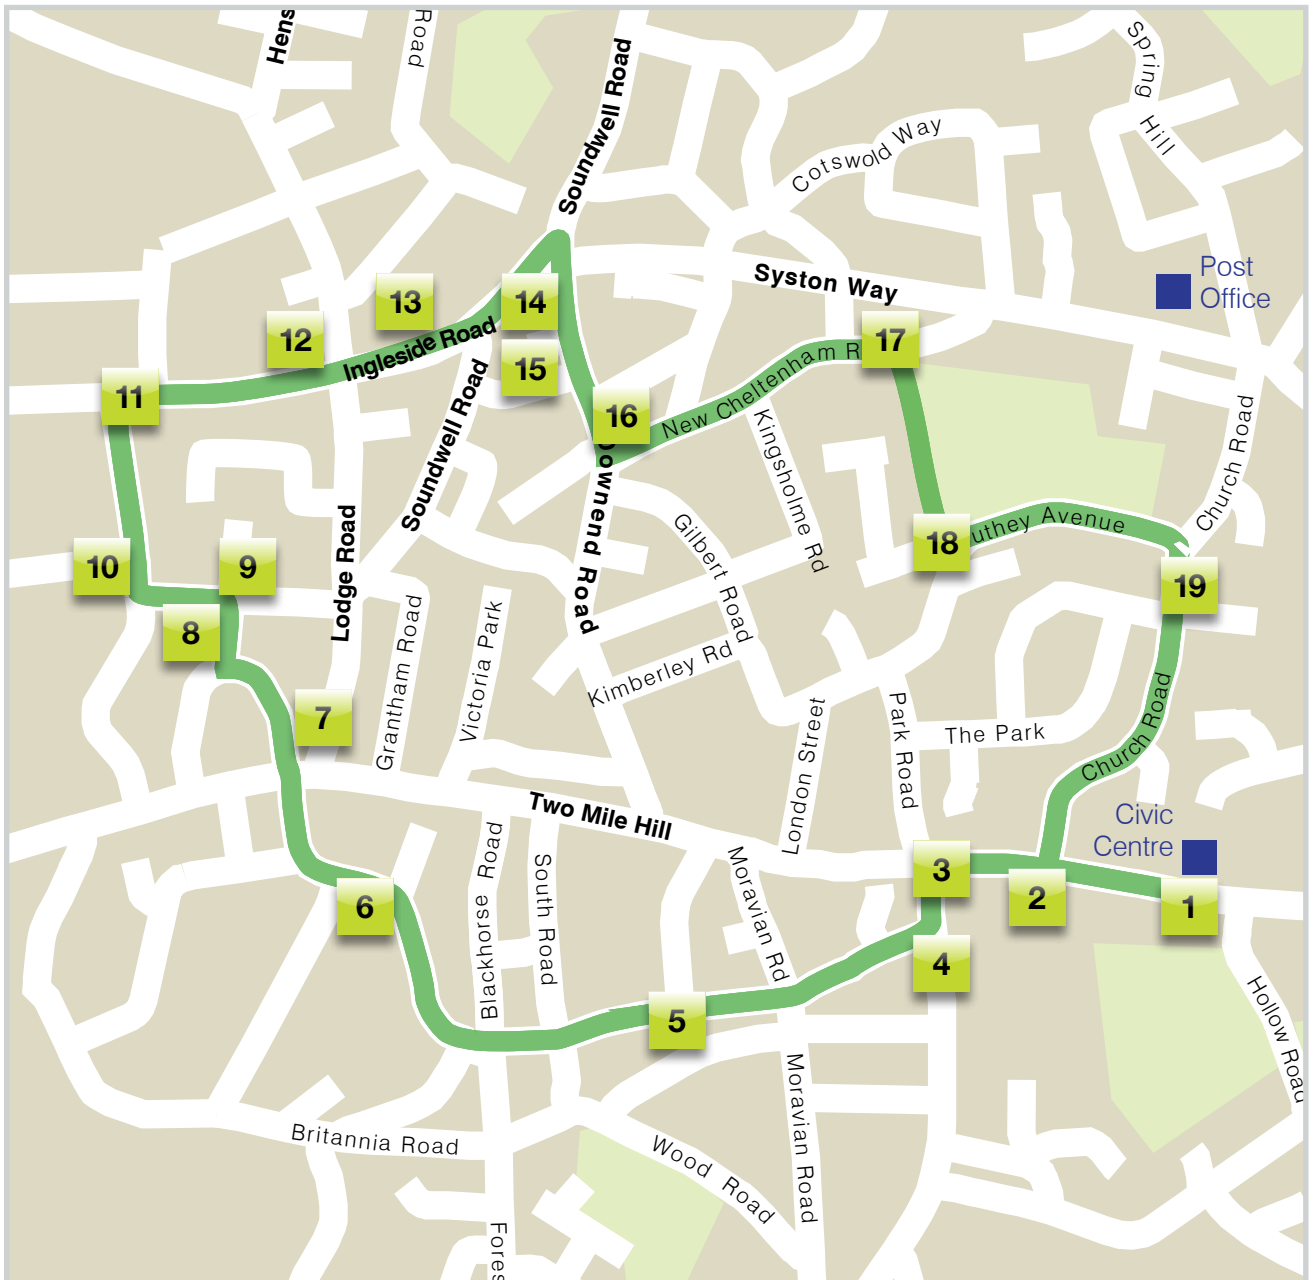 Hens
Road
Soundwell Road
Spring
Hill
Cotswold Way
Syston Way
Post
Office
13
14
12
Ingleside Road
15
17
11
16
New Cheltenham R
Soundwell Road
Kingsholme Rd
Church Road
Downend Road
uthey Avenue
18
Lodge Road
Gilbert Road
10
9
19
8
Grantham Road
Victoria Park
Kimberley Rd
7
London Street
Park Road
The Park
Church Road
Two Mile Hill
Civic
Centre
Blackhorse Road
South Road
Moravian Rd
3
6
2
1
4
5
Hollow Road
Moravian Road
Britannia Road
Wood Road
Fores